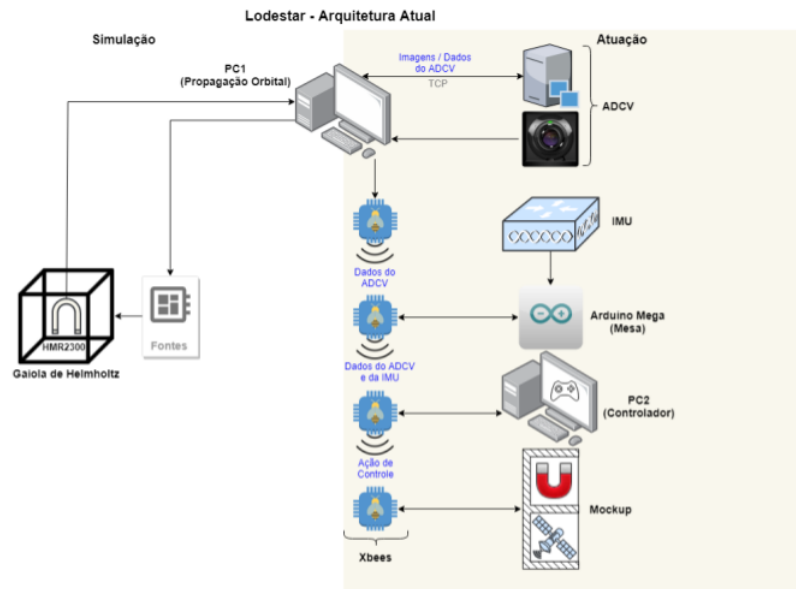 Lodestar - Arquitetura Atual
Simulação
Atuação
PC1
(Propagação Orbital)
Imagens / Dados
do ADCV
TCP
ADCV
IMU
Dados do
ADCV
HMR2300
Gaiola de Helmholtz
Fontes
Arduino Mega
(Mesa)
Dados do ADCV
e da IMU
PC2
(Controlador)
Ação de
Controle
Mockup
Xbees